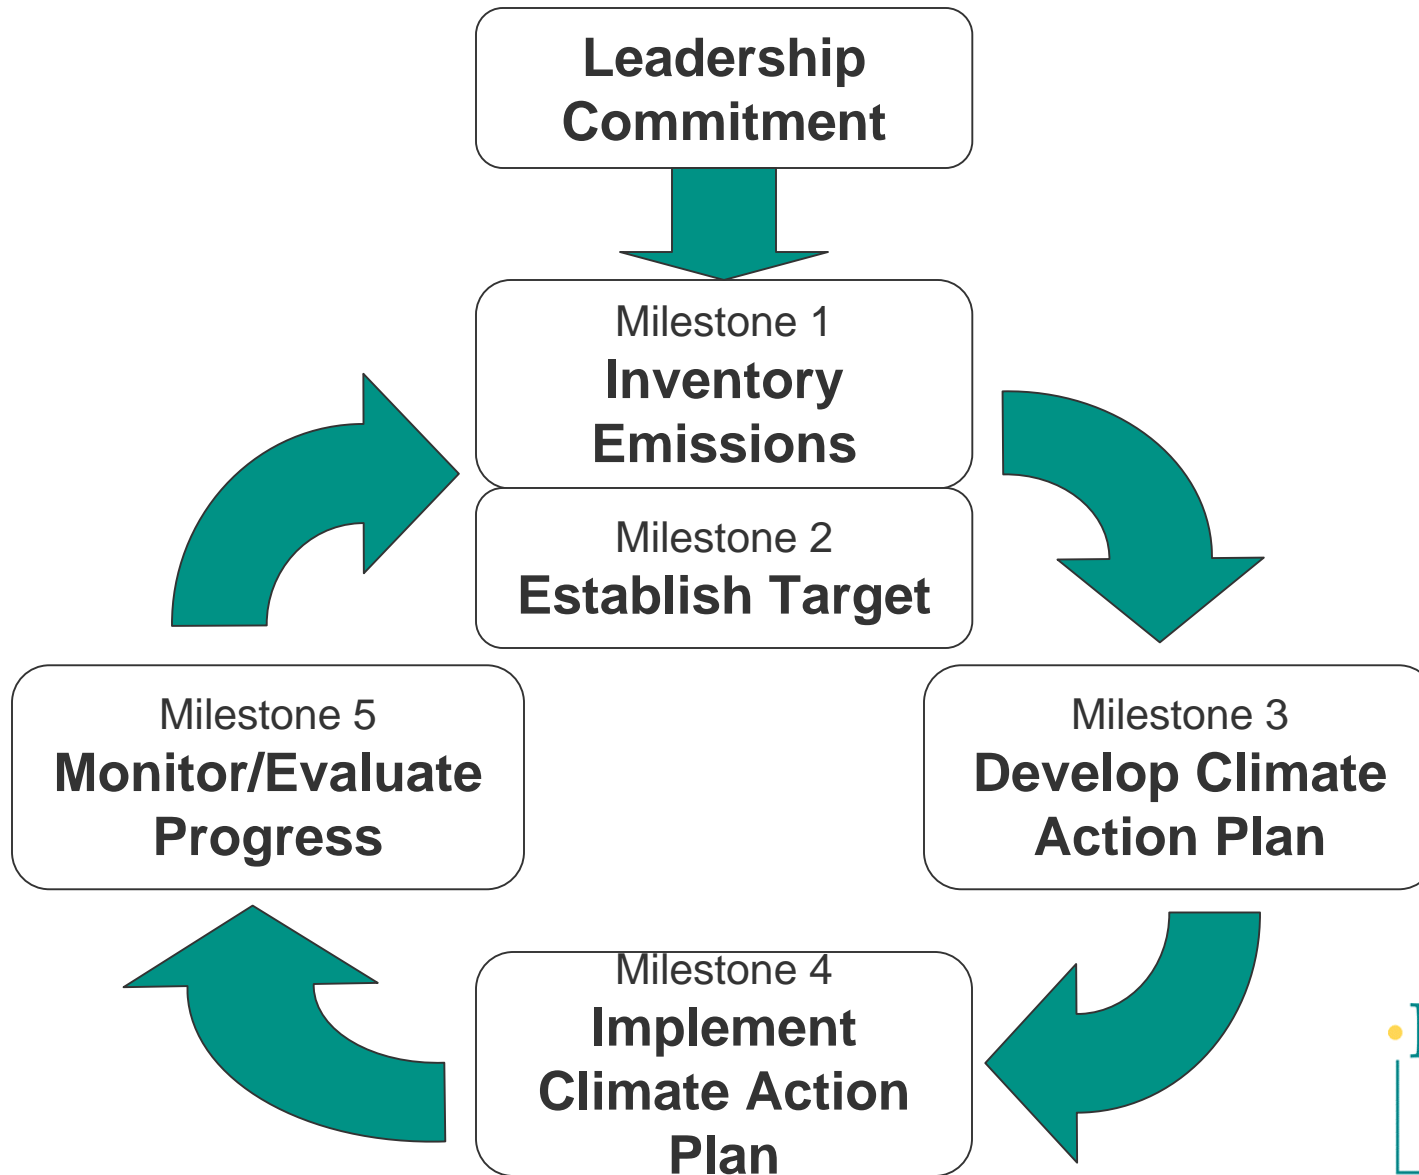 Leadership
Commitment
Milestone 1
Inventory
Emissions
Milestone 2
Establish Target
Milestone 5
Monitor/Evaluate
Progress
Milestone 3
Develop Climate
Action Plan
Milestone 4
Implement
Climate Action
Plan